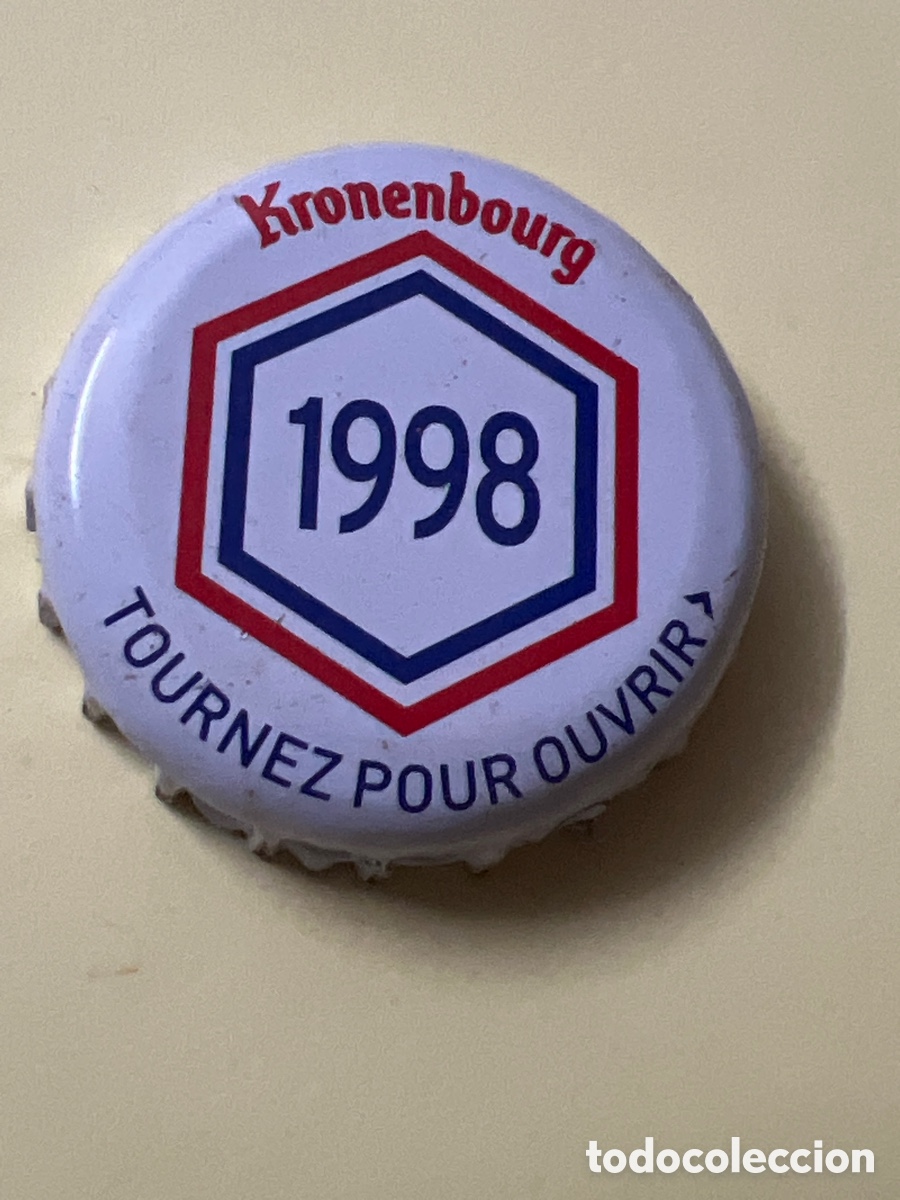 Kronenbourg
1998
TOURNEZ POUR OUVRIR >
todocoleccion